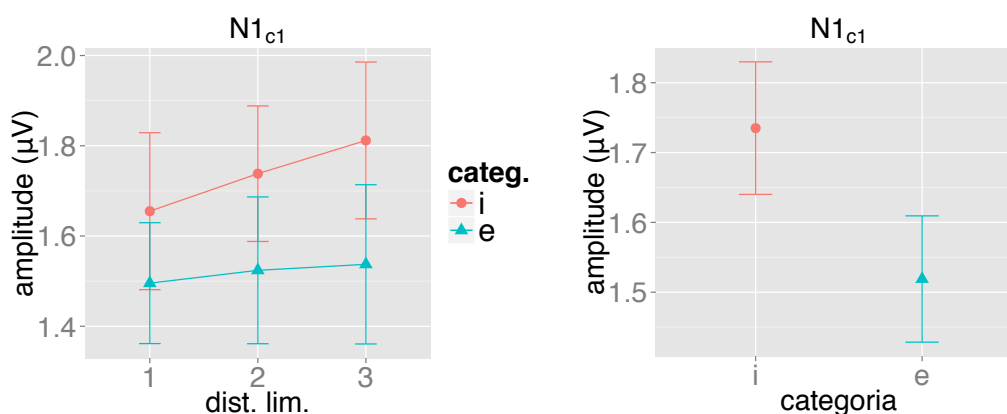 N1c1
amplitude (µV)
2.0
1.8
1.6
1.4
1 2 3
dist. lim.
categ.
i
e
N1c1
amplitude (µV)
1.8
1.7
1.6
1.5
i e
categoria